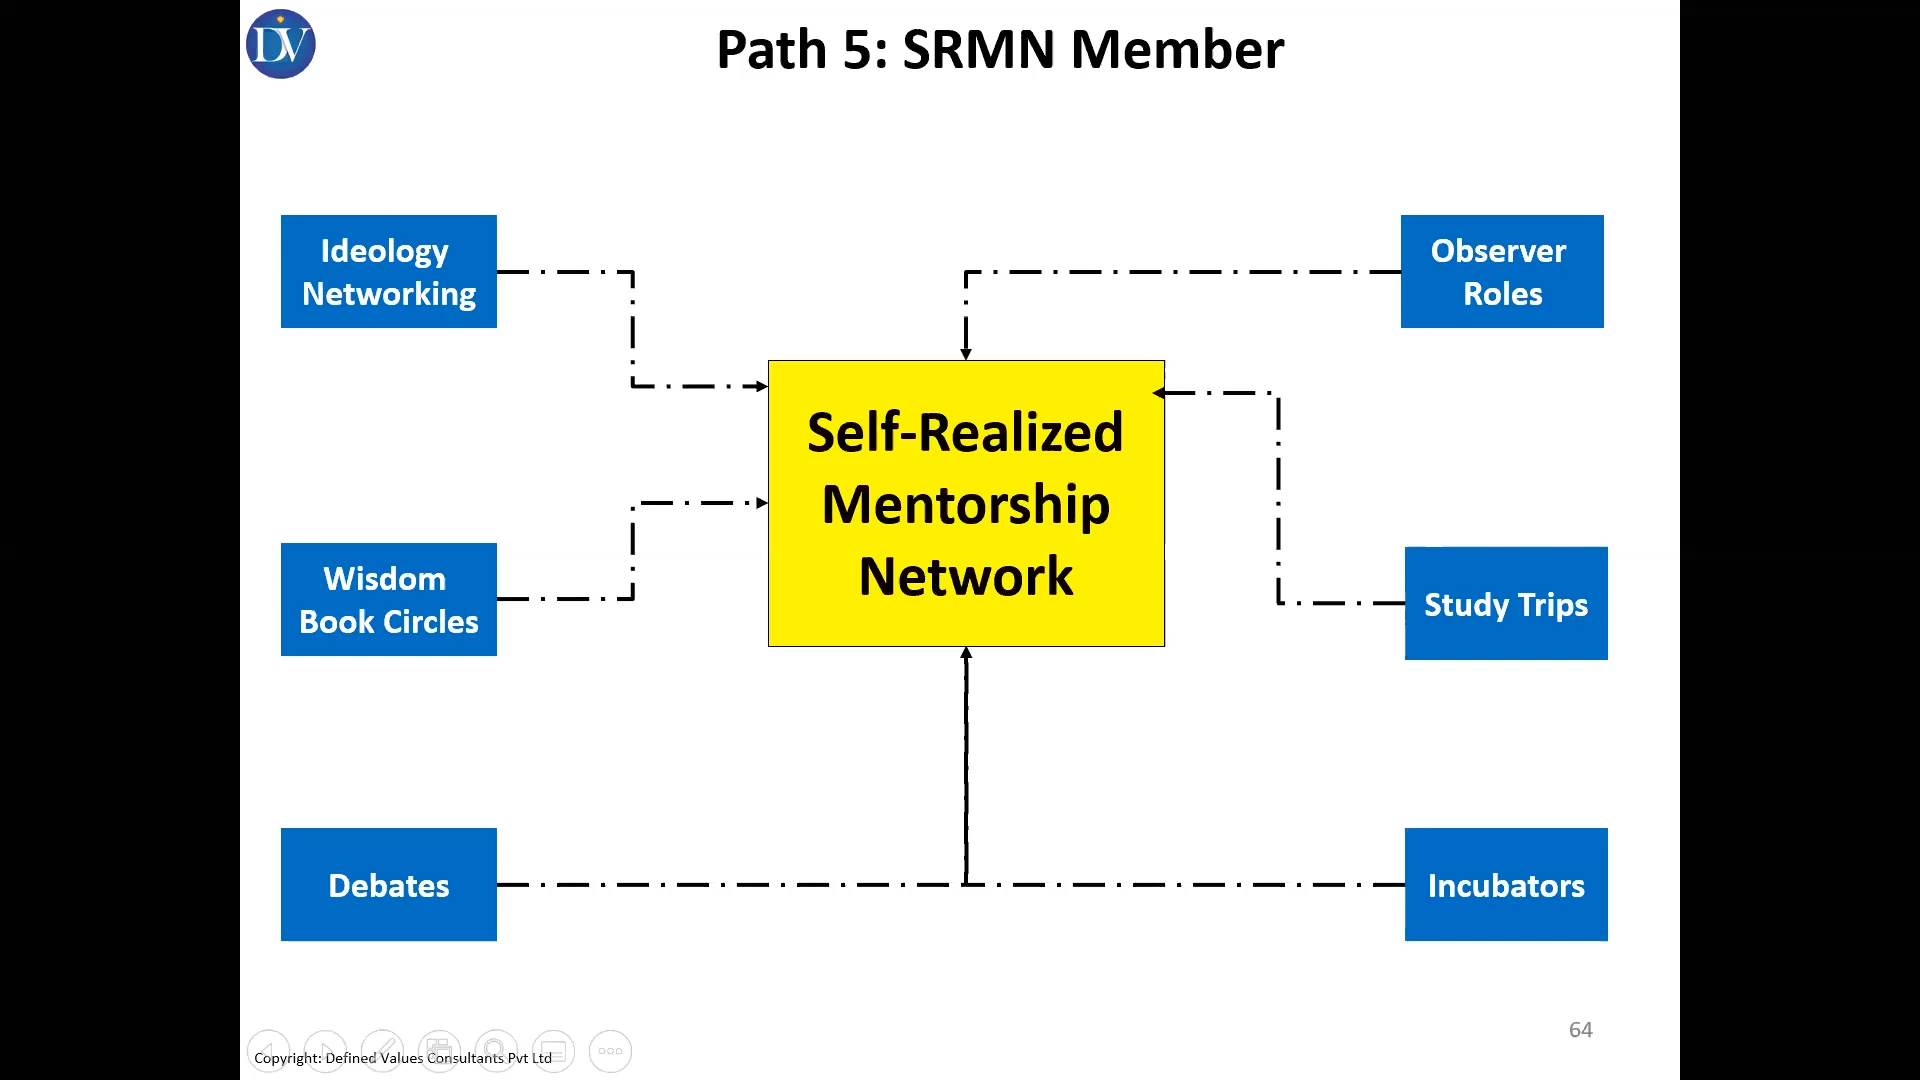 DV
Path 5: SRMN Member
Ideology
Networking
Observer
Roles
Self-Realized
Mentorship
Network
Wisdom
Book Circles
Study Trips
Debates
Incubators
64
Copyright: Defined Values Consultants Pvt Ltd